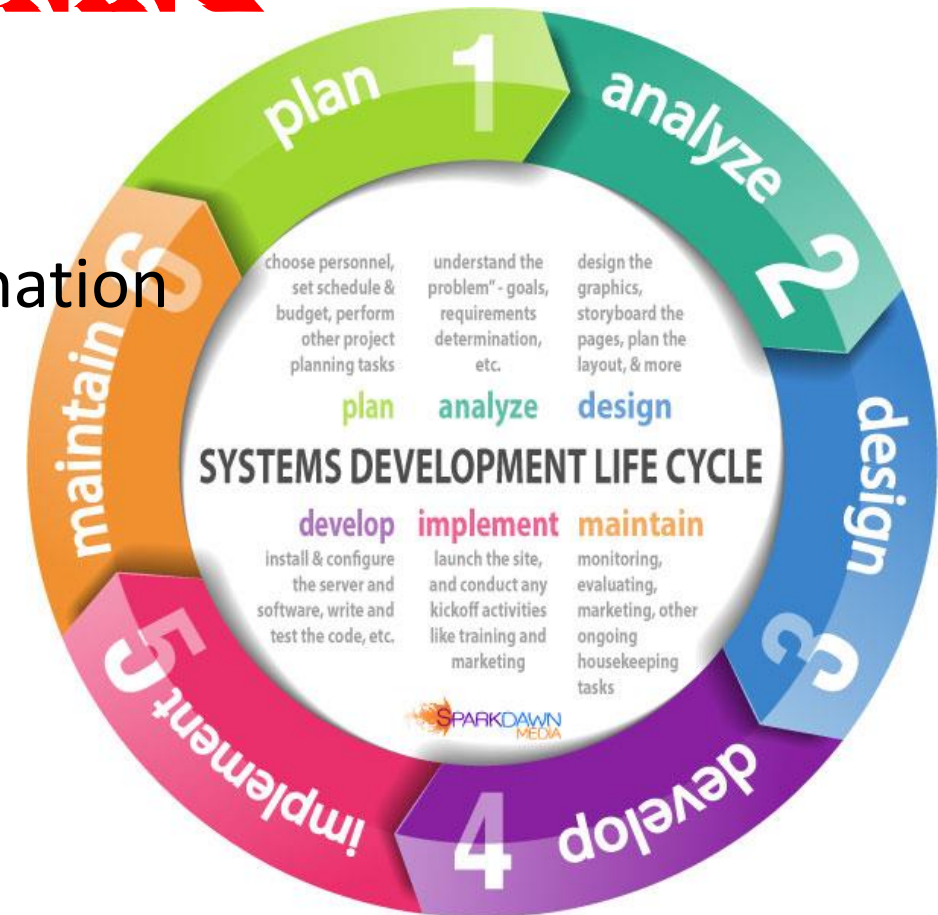 plan 1
analyze 2
design 3
develop 4
implement 5
maintain 6
nation
choose personnel,
set schedule &
budget, perform
other project
planning tasks
plan
understand the
problem" - goals,
requirements
determination,
etc.
analyze
design the
graphics,
storyboard the
pages, plan the
layout, & more
design
SYSTEMS DEVELOPMENT LIFE CYCLE
develop
install & configure
the server and
software, write and
test the code, etc.
implement
launch the site,
and conduct any
kickoff activities
like training and
marketing
maintain
monitoring,
evaluating,
marketing, other
ongoing
housekeeping
tasks
SPARKDAWN
MEDIA